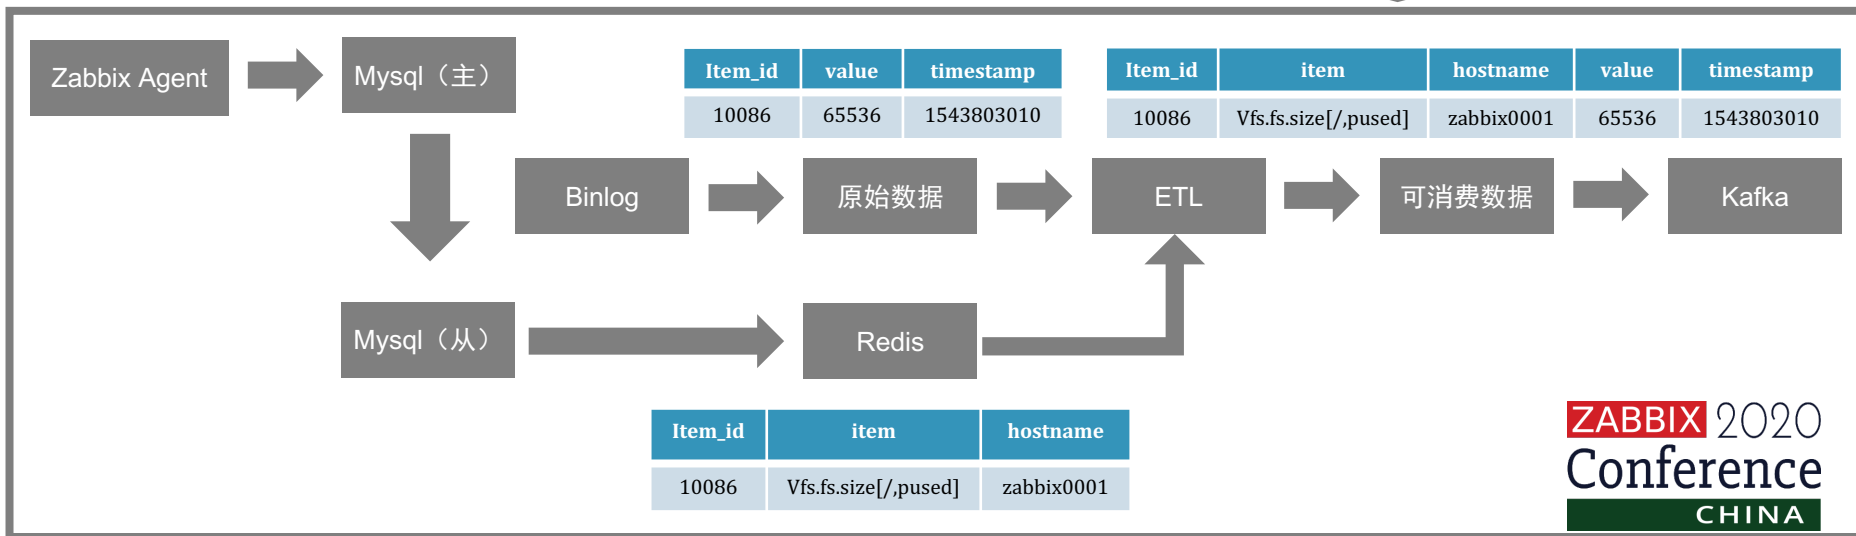 Zabbix Agent
Mysql（主）
Item_id value timestamp
10086 65536 1543803010
Item_id item hostname value timestamp
10086 Vfs.fs.size[/,pused] zabbix0001 65536 1543803010
Binlog
原始数据
ETL
可消费数据
Kafka
Mysql（从）
Redis
Item_id item hostname
10086 Vfs.fs.size[/,pused] zabbix0001
ZABBIX 2020
Conference
CHINA